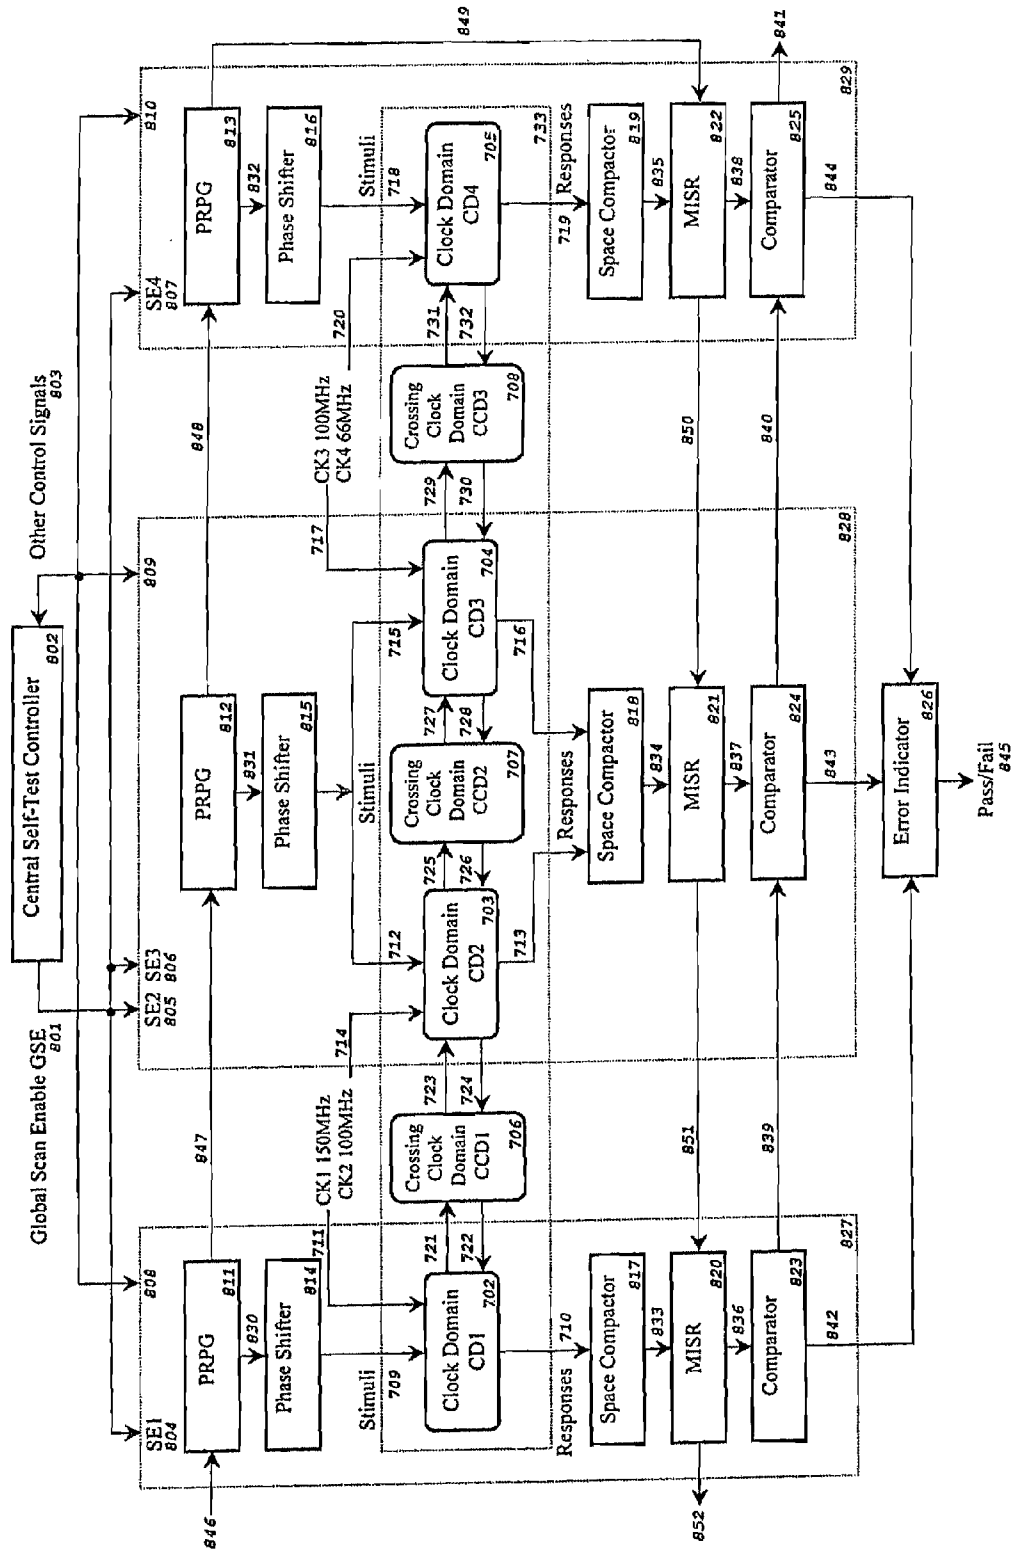 Central Self-Test Controller
802
Global Scan Enable GSE
801
Other Control Signals
803
808
809
810
SE1
804
SE2
805
SE3
806
SE4
807
846
PRPG
811
847
PRPG
812
848
PRPG
813
849
830
831
832
Phase Shifter
814
Phase Shifter
815
Phase Shifter
816
711
CK1 150MHz
CK2 100MHz
714
717
CK3 100MHz
CK4 66MHz
720
Stimuli
709
Stimuli
712
715
Stimuli
718
Clock Domain
CD1
702
721
722
Crossing
Clock
Domain
CCD1
706
723
724
Clock Domain
CD2
703
725
726
Crossing
Clock
Domain
CCD2
707
727
728
Clock Domain
CD3
704
729
730
Crossing
Clock
Domain
CCD3
708
731
732
Clock Domain
CD4
705
733
Responses
710
713
Responses
716
719
Responses
Space Compactor
817
Space Compactor
818
Space Compactor
819
833
834
835
852
MISR
820
851
MISR
821
850
MISR
822
836
837
838
Comparator
823
839
Comparator
824
840
Comparator
825
841
842
827
843
828
844
829
Error Indicator
826
Pass/Fail
845